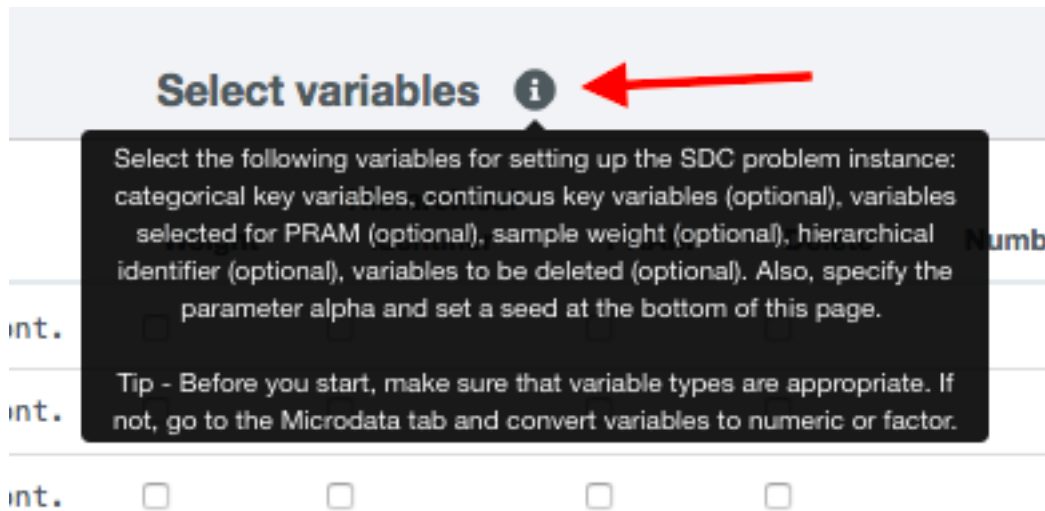 Select variables
Select the following variables for setting up the SDC problem instance:
categorical key variables, continuous key variables (optional), variables
selected for PRAM (optional), sample weight (optional), hierarchical
identifier (optional), variables to be deleted (optional). Also, specify the
parameter alpha and set a seed at the bottom of this page.
Tip - Before you start, make sure that variable types are appropriate. If
not, go to the Microdata tab and convert variables to numeric or factor.
Numb
ont.
ont.
ont.